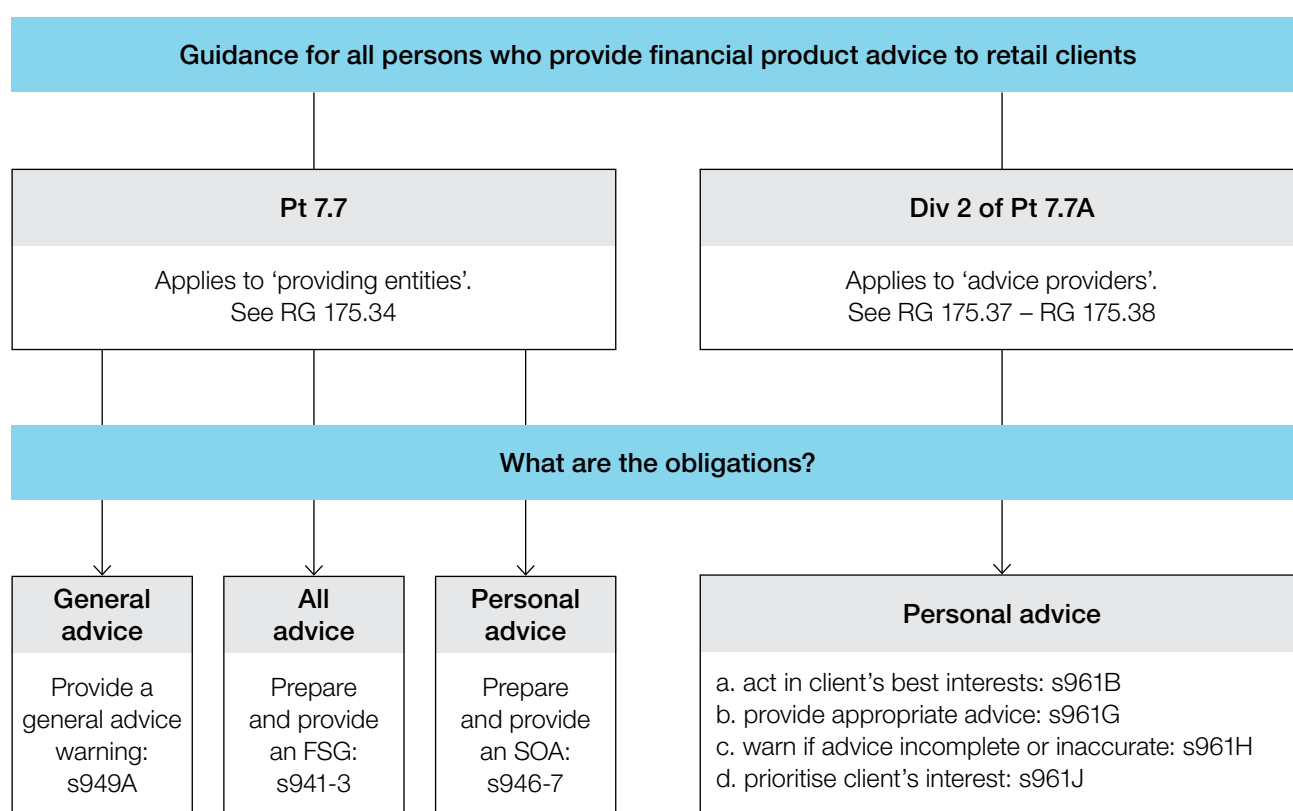 Guidance for all persons who provide financial product advice to retail clients
Pt 7.7
Applies to ‘providing entities’.
See RG 175.34
Div 2 of Pt 7.7A
Applies to ‘advice providers’.
See RG 175.37 – RG 175.38
What are the obligations?
General
advice
Provide a
general advice
warning:
s949A
All
advice
Prepare
and provide
an FSG:
s941-3
Personal
advice
Prepare
and provide
an SOA:
s946-7
Personal advice
a. act in client’s best interests: s961B
b. provide appropriate advice: s961G
c. warn if advice incomplete or inaccurate: s961H
d. prioritise client’s interest: s961J